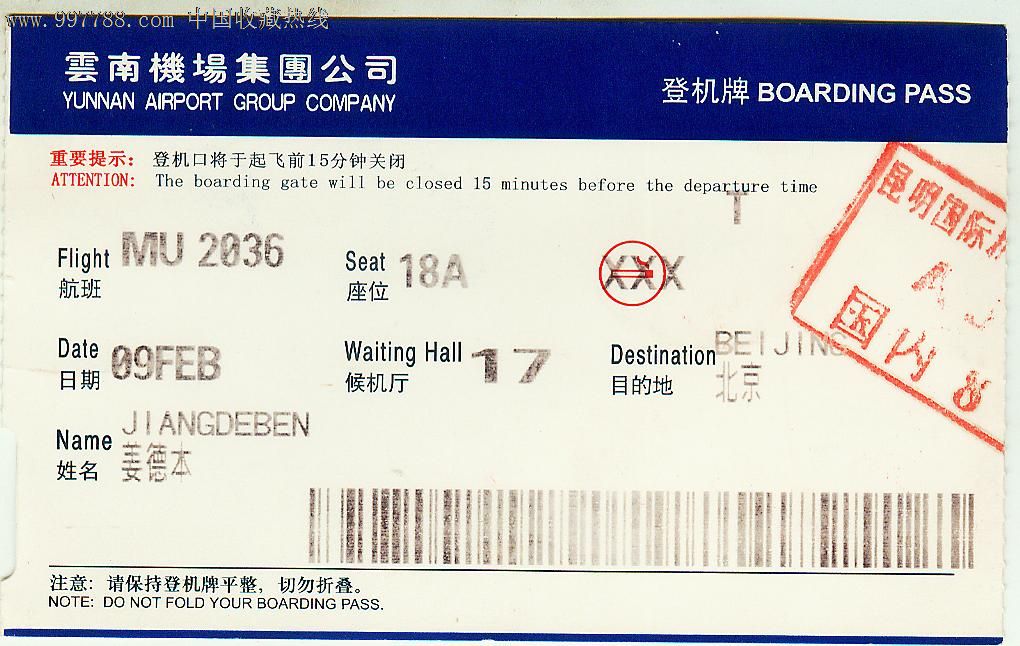 www.997788.com 中国收藏热线
雲南機場集團公司
YUNNAN AIRPORT GROUP COMPANY
登机牌 BOARDING PASS
重要提示: 登机口将于起飞前15分钟关闭
ATTENTION: The boarding gate will be closed 15 minutes before the departure time
T
Flight MU 2036
航班
Seat 18A
座位
XXX
Date 09FEB
日期
Waiting Hall 17
候机厅
Destination BEIJING
目的地 北京
Name JIANGDEBEN
姓名 姜德本
昆明国际
国内 8
注意: 请保持登机牌平整, 切勿折叠。
NOTE: DO NOT FOLD YOUR BOARDING PASS.